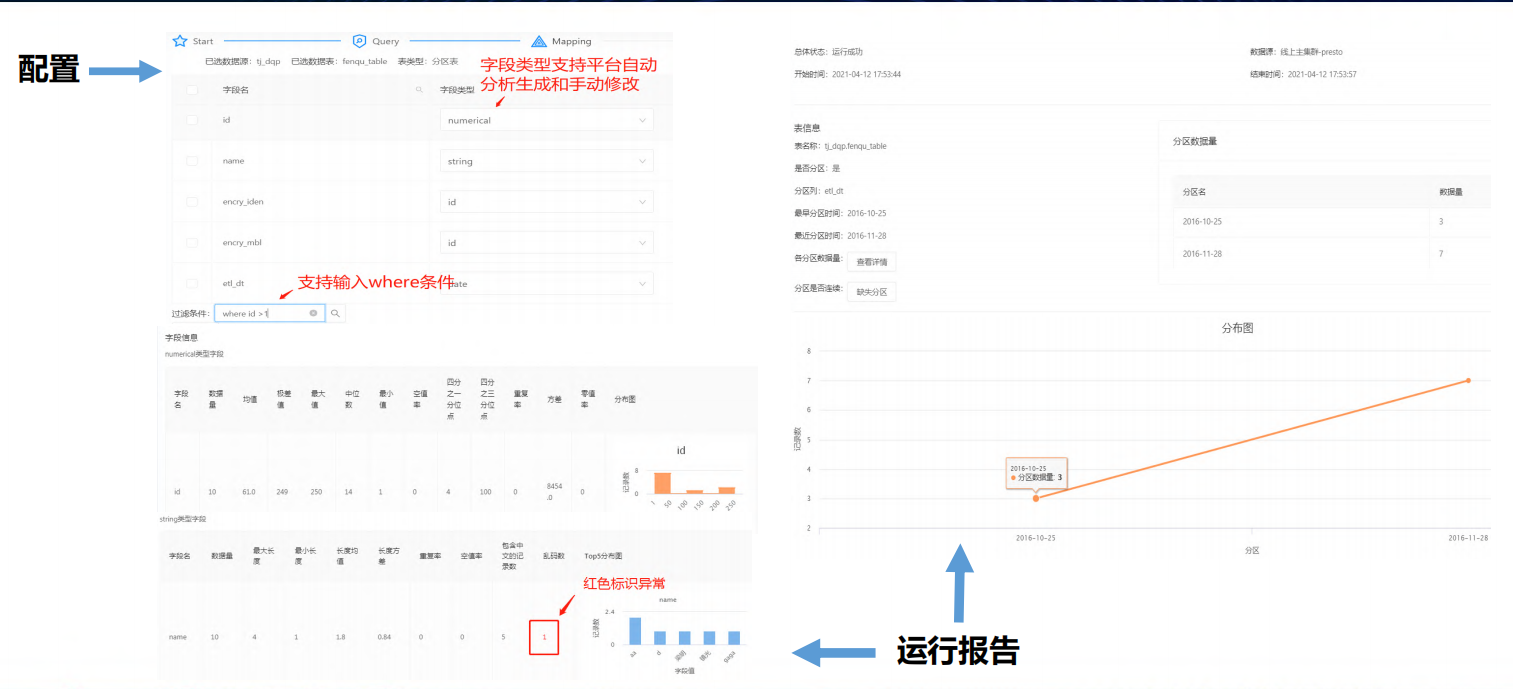 配置
Start
Query
Mapping
已选数据源: tj_dqp 已选数据表: fenqu_table 表类型: 分区表
字段类型支持平台自动
分析生成和手动修改
字段名
字段类型
id
numerical
name
string
encry_iden
id
encry_mbl
id
etl_dt
date
支持输入where条件
过滤条件: where id >1
字段信息
numerical类型字段
字段名 数据量 均值 极差值 最大值 中位数 最小值 空值率 四分之一分位点 四分之三分位点 重复率 方差 零值率 分布图
id 10 61.0 249 250 14 1 0 4 100 0 8454.0 0
id
记录数
8
0
1 50 100 150 200 250
string类型字段
字段名 数据量 最大长度 最小长度 长度均值 长度方差 重复率 空值率 包含中文的记录数 乱码数 Top5分布图
红色标识异常
name 10 4 1 1.8 0.84 0 0 5 1
name
记录数
2.4
0
aa d 梁明 镜光 gaga
字段值
总体状态: 运行成功
数据源: 线上主集群-presto
开始时间: 2021-04-12 17:53:44
结束时间: 2021-04-12 17:53:57
表信息
表名称: tj_dqp.fenqu_table
是否分区: 是
分区列: etl_dt
最早分区时间: 2016-10-25
最近分区时间: 2016-11-28
各分区数据量: 查看详情
分区是否连续: 缺失分区
分区数据量
分区名 数据量
2016-10-25 3
2016-11-28 7
分布图
记录数
8
7
6
5
4
3
2
2016-10-25
分区数据量: 3
2016-10-25
2016-11-28
分区
运行报告